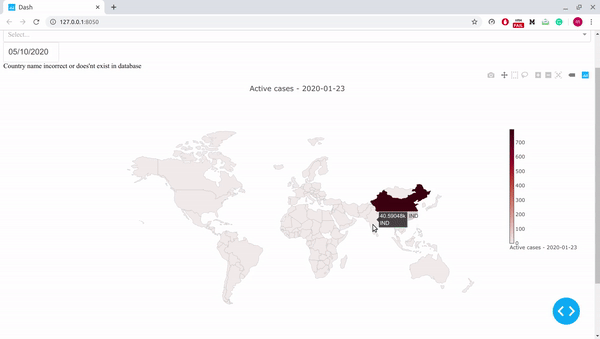 Dash
127.0.0.1:8050
Select...
05/10/2020
Country name incorrect or does'nt exist in database
Active cases - 2020-01-23
700
600
500
400
300
200
100
0
40.59048k IND
IND
Active cases - 2020-01-23